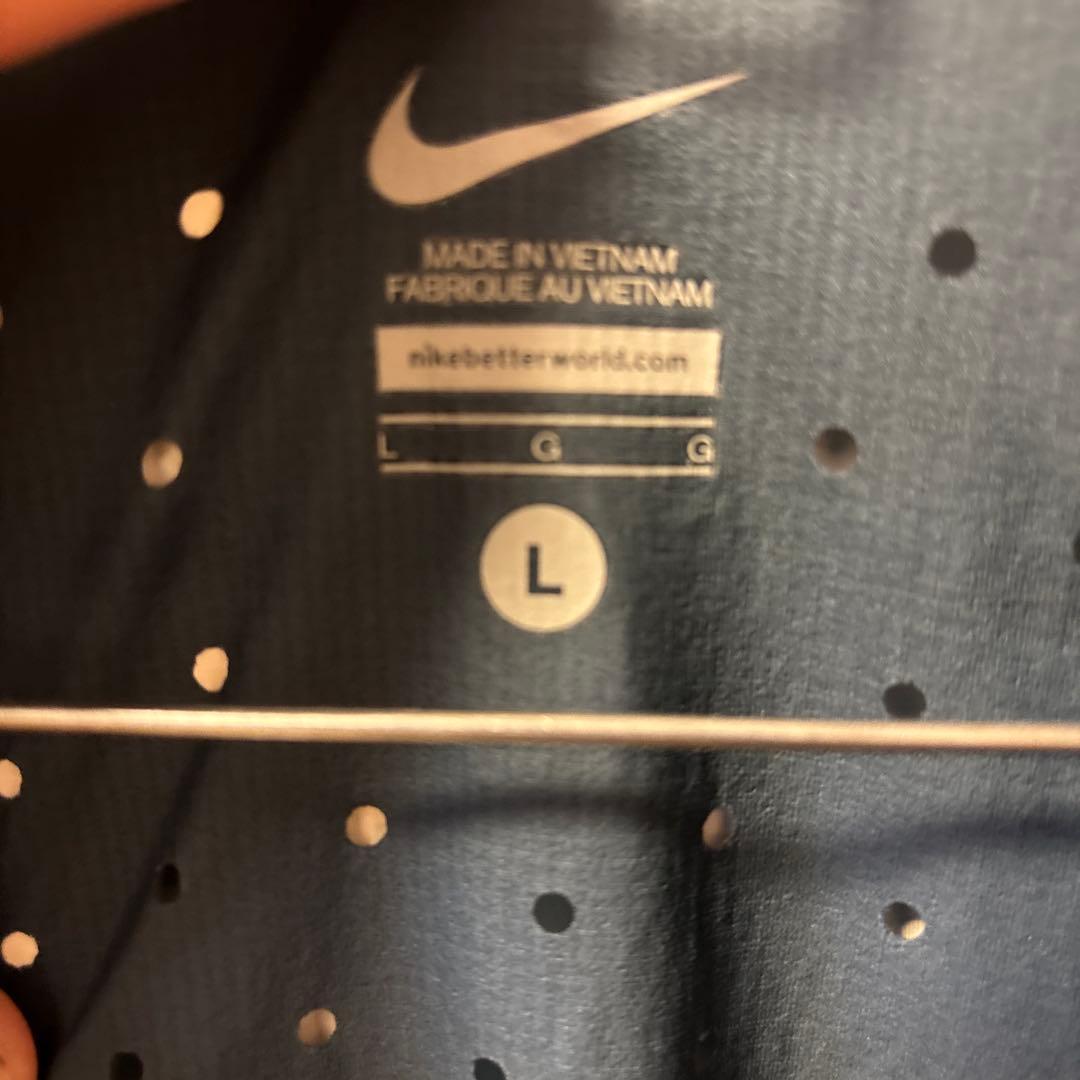 MADE IN VIETNAM
FABRIQUE AU VIETNAM
nikebetterworld.com
L G G
L